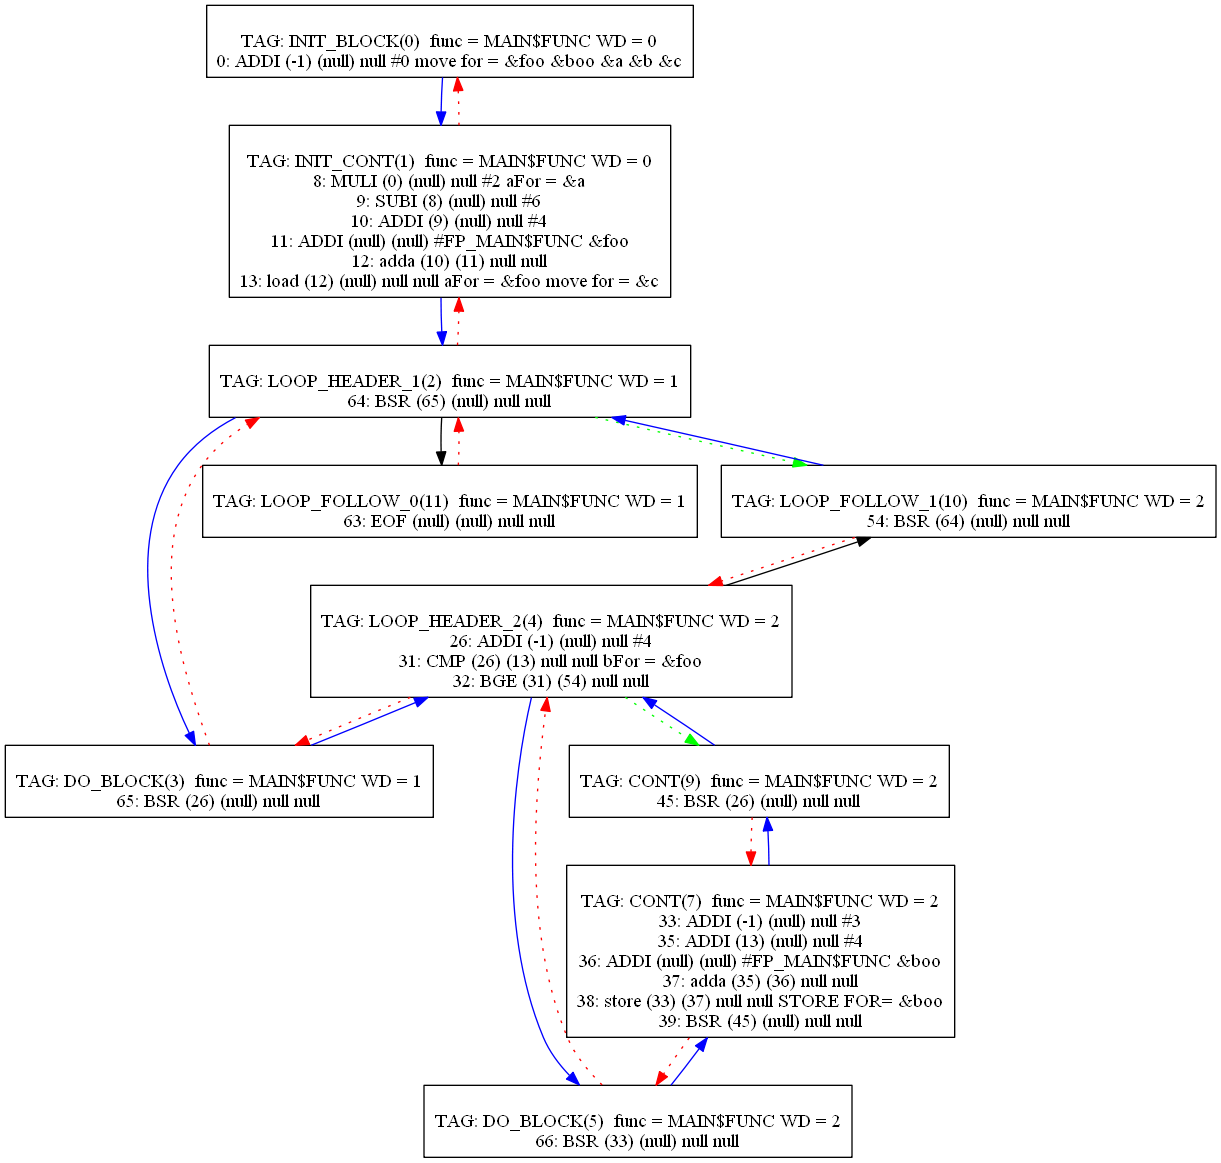 TAG: INIT_BLOCK(0)  func = MAIN$FUNC WD = 0
0: ADDI (-1) (null) null #0 move for = &foo &boo &a &b &c
TAG: INIT_CONT(1)  func = MAIN$FUNC WD = 0
8: MULI (0) (null) null #2 aFor = &a
9: SUBI (8) (null) null #6
10: ADDI (9) (null) null #4
11: ADDI (null) (null) #FP_MAIN$FUNC &foo
12: adda (10) (11) null null
13: load (12) (null) null null aFor = &foo move for = &c
TAG: LOOP_HEADER_1(2)  func = MAIN$FUNC WD = 1
64: BSR (65) (null) null null
TAG: LOOP_FOLLOW_0(11)  func = MAIN$FUNC WD = 1
63: EOF (null) (null) null null
TAG: LOOP_FOLLOW_1(10)  func = MAIN$FUNC WD = 2
54: BSR (64) (null) null null
TAG: LOOP_HEADER_2(4)  func = MAIN$FUNC WD = 2
26: ADDI (-1) (null) null #4
31: CMP (26) (13) null null bFor = &foo
32: BGE (31) (54) null null
TAG: DO_BLOCK(3)  func = MAIN$FUNC WD = 1
65: BSR (26) (null) null null
TAG: CONT(9)  func = MAIN$FUNC WD = 2
45: BSR (26) (null) null null
TAG: CONT(7)  func = MAIN$FUNC WD = 2
33: ADDI (-1) (null) null #3
35: ADDI (13) (null) null #4
36: ADDI (null) (null) #FP_MAIN$FUNC &boo
37: adda (35) (36) null null
38: store (33) (37) null null STORE FOR= &boo
39: BSR (45) (null) null null
TAG: DO_BLOCK(5)  func = MAIN$FUNC WD = 2
66: BSR (33) (null) null null